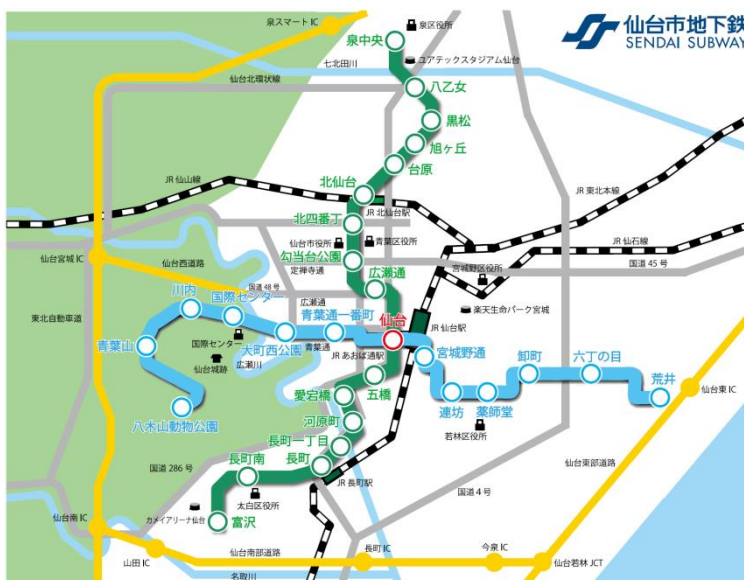 仙台市地下鉄
SENDAI SUBWAY
泉スマートIC
泉中央
泉区役所
ユアテックスタジアム仙台
七北田川
仙台北環状線
八乙女
黒松
旭ヶ丘
台原
JR 仙山線
北仙台
JR 北仙台駅
JR 東北本線
北四番丁
仙台市役所
青葉区役所
JR 仙石線
勾当台公園
仙台宮城 IC
仙台西道路
定禅寺通
宮城野区役所
国道 45 号
国道 48 号
広瀬通
川内
国際センター
広瀬通
青葉通一番町
楽天生命パーク宮城
東北自動車道
仙台
JR 仙台駅
青葉山
国際センター
大町西公園
青葉通
JR あおば通駅
宮城野通
仙台城跡
広瀬川
卸町
六丁の目
荒井
仙台東 IC
愛宕橋
五橋
連坊
薬師堂
八木山動物公園
河原町
若林区役所
長町一丁目
国道 286 号
長町南
長町
JR 長町駅
仙台東部道路
太白区役所
国道 4 号
カメイアリーナ仙台
富沢
仙台南 IC
山田 IC
仙台南部道路
長町 IC
今泉 IC
仙台若林 JCT
名取川